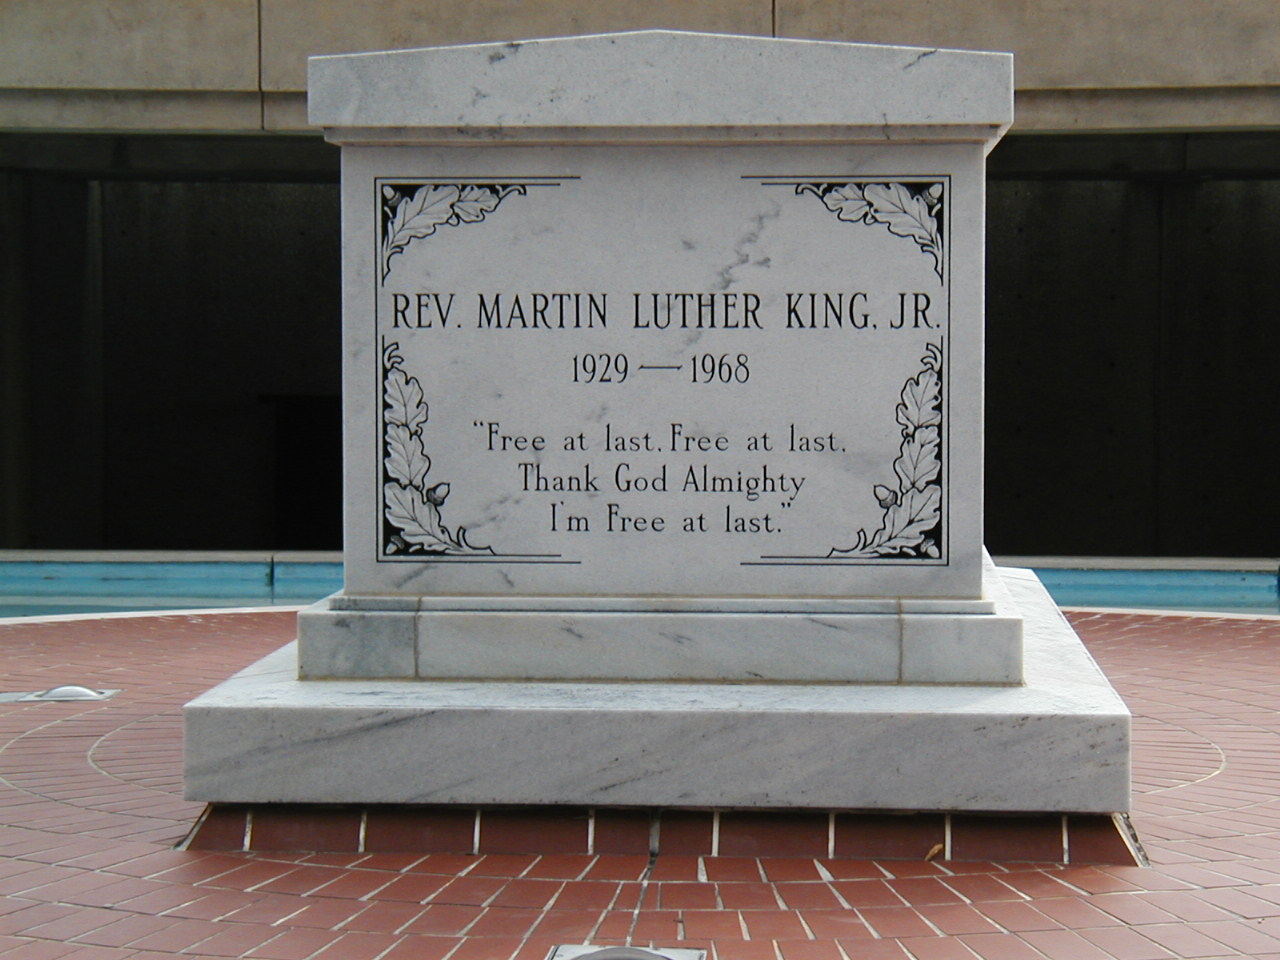 REV. MARTIN LUTHER KING, JR.
1929 — 1968
"Free at last, Free at last,
Thank God Almighty
I'm Free at last."